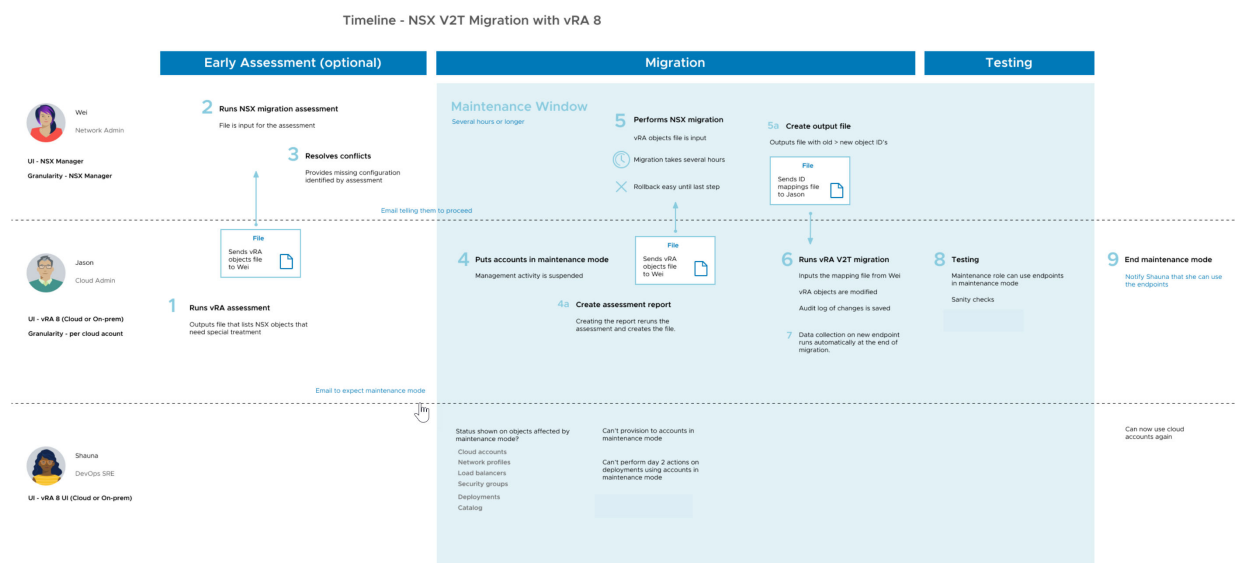 Timeline - NSX V2T Migration with vRA 8
Early Assessment (optional)
Migration
Testing
Wei
Network Admin
UI - NSX Manager
Granularity - NSX Manager
2 Runs NSX migration assessment
File is input for the assessment
3 Resolves conflicts
Provides missing configuration
identified by assessment
Maintenance Window
Several hours or longer
5 Performs NSX migration
vRA objects file is input
Migration takes several hours
Rollback easy until last step
5a Create output file
Outputs file with old > new object ID's
File
Sends ID
mappings file
to Jason
Email telling them to proceed
Jason
Cloud Admin
UI - vRA 8 (Cloud or On-prem)
Granularity - per cloud acount
File
Sends vRA
objects file
to Wei
1 Runs vRA assessment
Outputs file that lists NSX objects that
need special treatment
4 Puts accounts in maintenance mode
Management activity is suspended
File
Sends vRA
objects file
to Wei
4a Create assessment report
Creating the report reruns the
assessment and creates the file.
6 Runs vRA V2T migration
Inputs the mapping file from Wei
vRA objects are modified
Audit log of changes is saved
7 Data collection on new endpoint
runs automatically at the end of
migration.
8 Testing
Maintenance role can use endpoints
in maintenance mode
Sanity checks
9 End maintenance mode
Notify Shauna that she can use
the endpoints
Email to expect maintenance mode
Shauna
DevOps SRE
UI - vRA 8 UI (Cloud or On-prem)
Status shown on objects affected by
maintenance mode?
Cloud accounts
Network profiles
Load balancers
Security groups
Deployments
Catalog
Can't provision to accounts in
maintenance mode
Can't perform day 2 actions on
deployments using accounts in
maintenance mode
Can now use cloud
accounts again